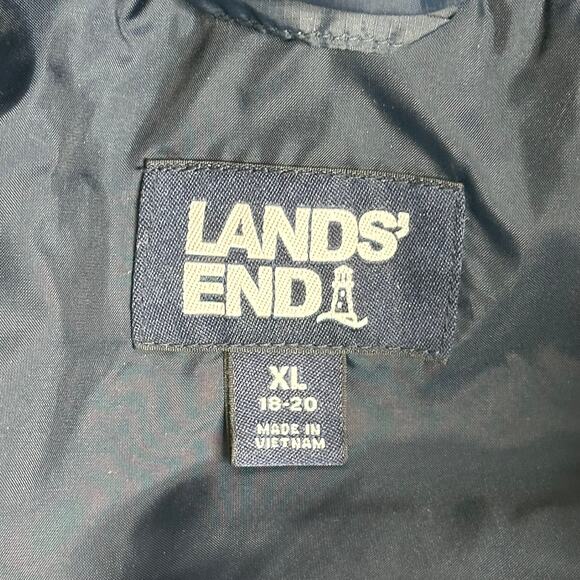 LANDS'
END
XL
18-20
MADE IN
VIETNAM